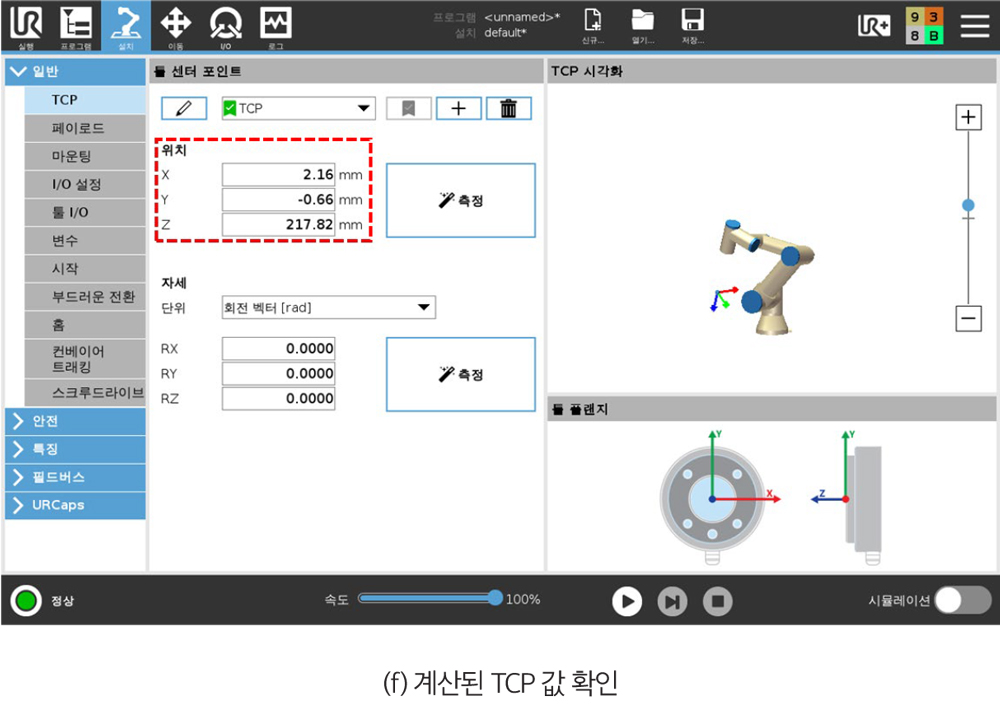 UR
실행
프로그램
설치
이동
I/O
로그
프로그램 <unnamed>*
설치 default*
신규...
열기...
저장...
UR+
9 3
8 B
일반
TCP
페이로드
마운팅
I/O 설정
툴 I/O
변수
시작
부드러운 전환
홈
컨베이어
트래킹
스크루드라이브
안전
특징
필드버스
URCaps
툴 센터 포인트
TCP
위치
X 2.16 mm
Y -0.66 mm
Z 217.82 mm
측정
자세
단위 회전 벡터 [rad]
RX 0.0000
RY 0.0000
RZ 0.0000
측정
TCP 시각화
툴 플랜지
Y
X
Y
Z
정상
속도 100%
시뮬레이션
(f) 계산된 TCP 값 확인